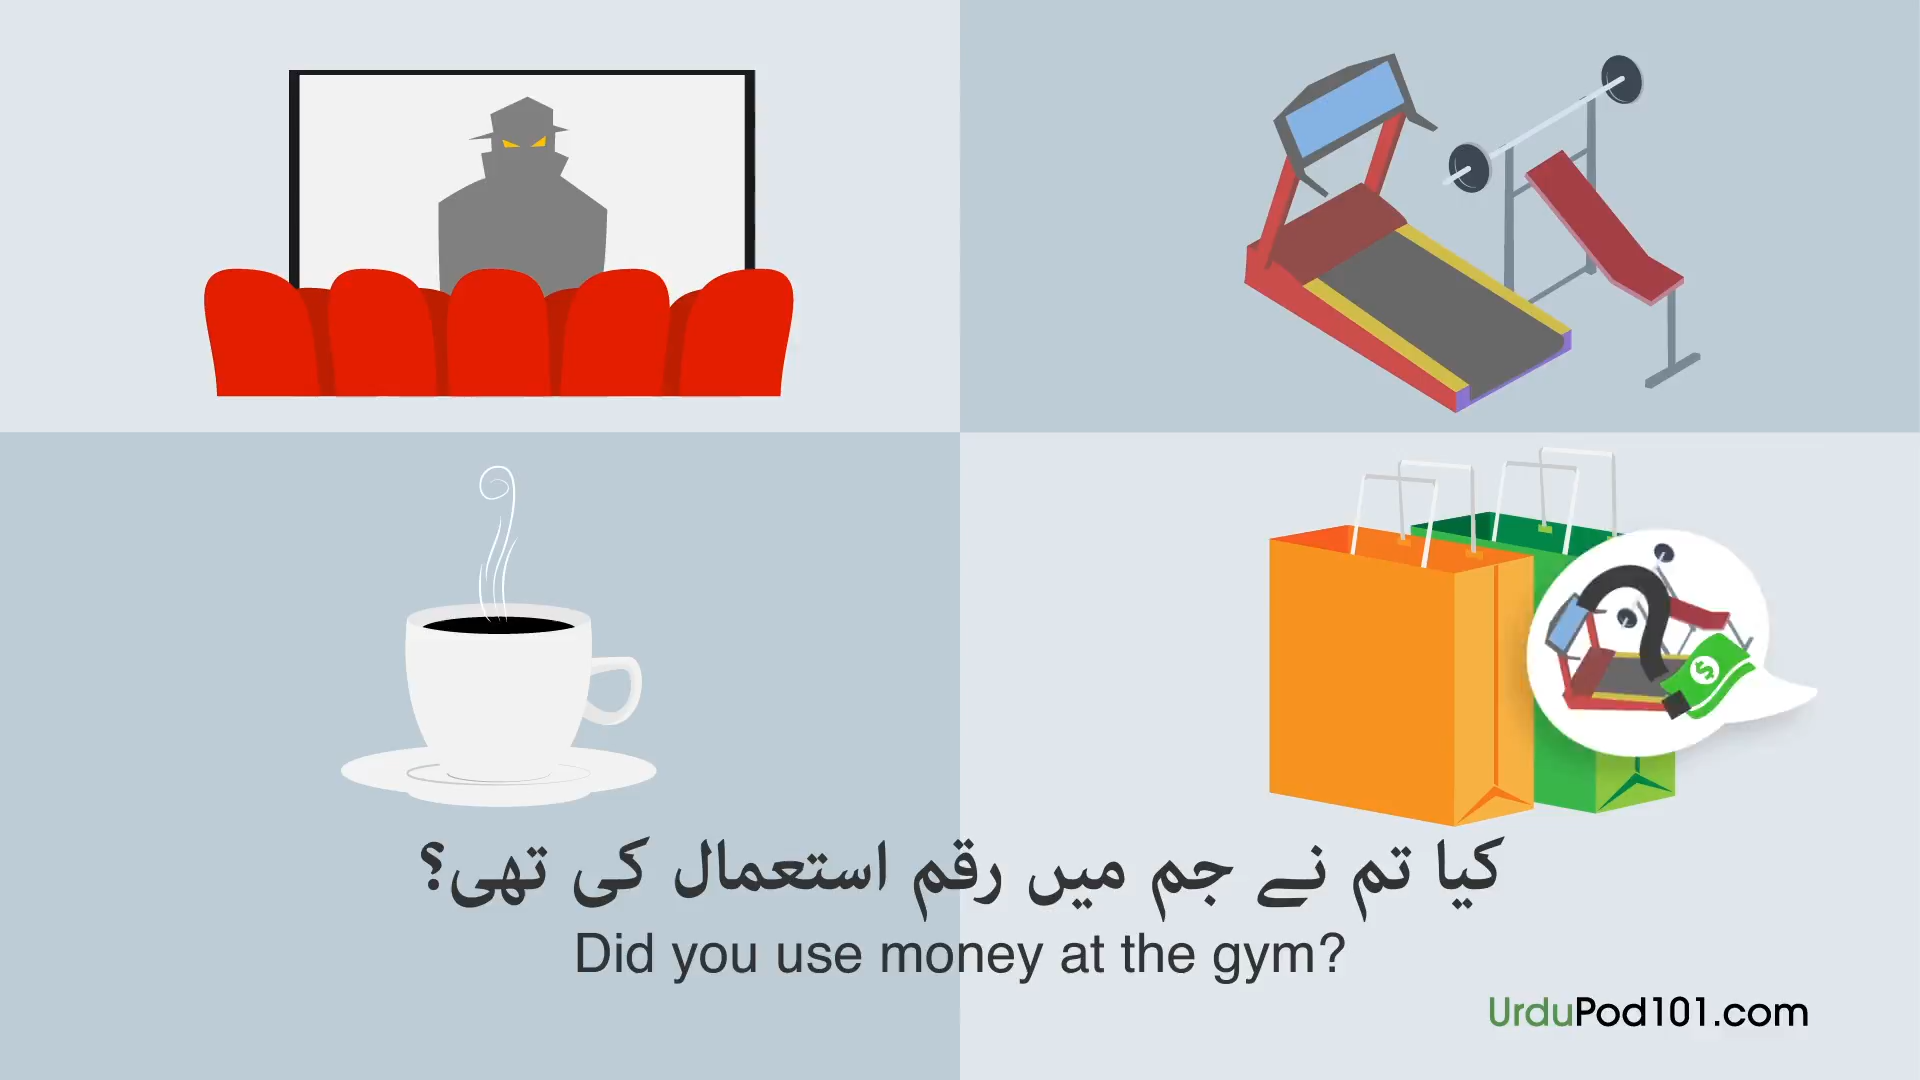 کیا تم نے جم میں رقم استعمال کی تھی؟
Did you use money at the gym?
UrduPod101.com